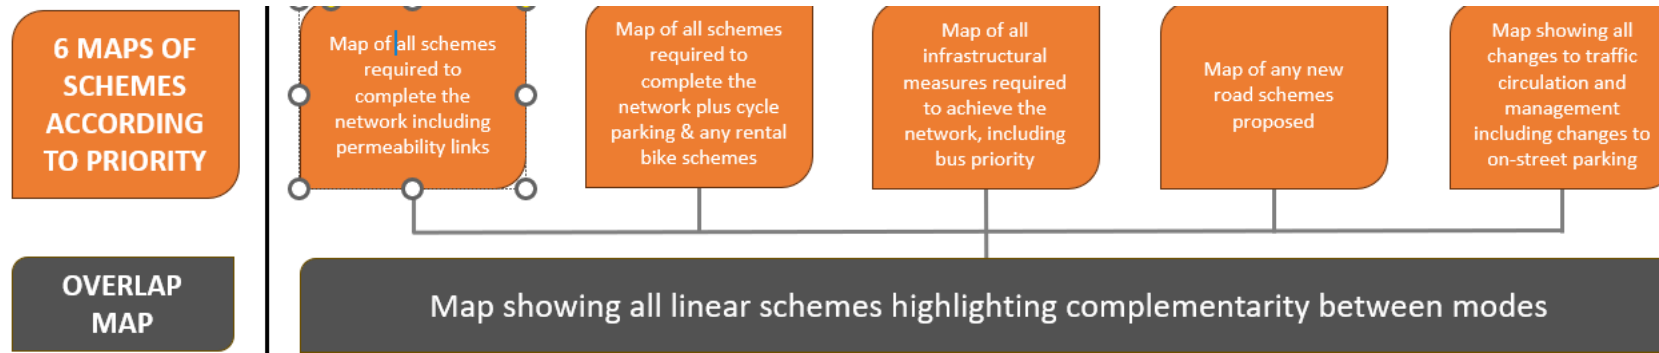 6 MAPS OF
SCHEMES
ACCORDING
TO PRIORITY
Map of all schemes
required to
complete the
network including
permeability links
Map of all schemes
required to
complete the
network plus cycle
parking & any rental
bike schemes
Map of all
infrastructural
measures required
to achieve the
network, including
bus priority
Map of any new
road schemes
proposed
Map showing all
changes to traffic
circulation and
management
including changes to
on-street parking
OVERLAP
MAP
Map showing all linear schemes highlighting complementarity between modes